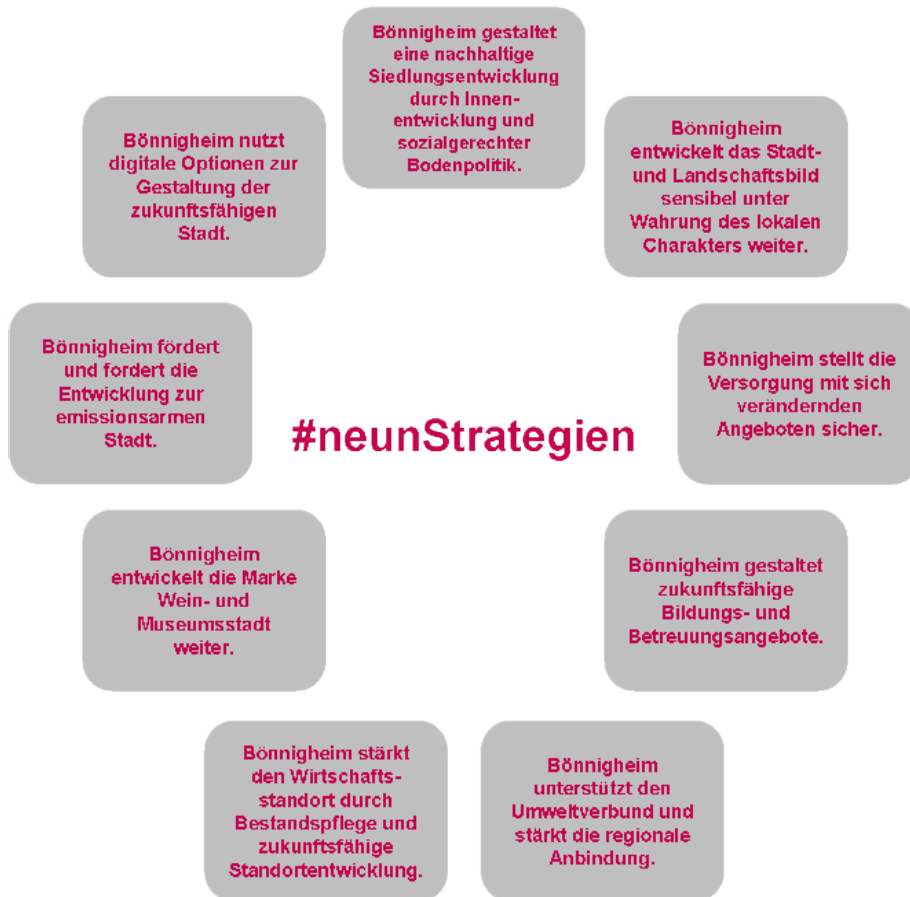 Bönnigheim gestaltet
eine nachhaltige
Siedlungsentwicklung
durch Innen-
entwicklung und
sozialgerechter
Bodenpolitik.
Bönnigheim
entwickelt das Stadt-
und Landschaftsbild
sensibel unter
Wahrung des lokalen
Charakters weiter.
Bönnigheim stellt die
Versorgung mit sich
verändernden
Angeboten sicher.
Bönnigheim gestaltet
zukunftsfähige
Bildungs- und
Betreuungsangebote.
Bönnigheim
unterstützt den
Umweltverbund und
stärkt die regionale
Anbindung.
Bönnigheim stärkt
den Wirtschafts-
standort durch
Bestandspflege und
zukunftsfähige
Standortentwicklung.
Bönnigheim
entwickelt die Marke
Wein- und
Museumsstadt
weiter.
Bönnigheim fördert
und fordert die
Entwicklung zur
emissionsarmen
Stadt.
Bönnigheim nutzt
digitale Optionen zur
Gestaltung der
zukunftsfähigen
Stadt.
#neunStrategien